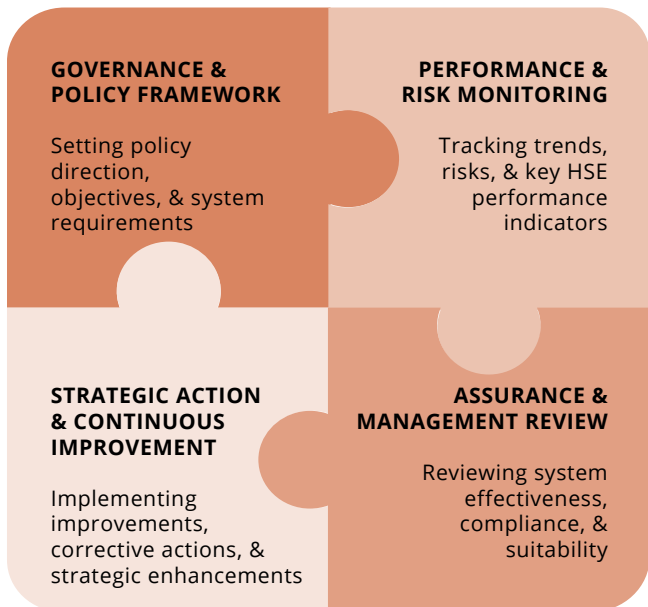 GOVERNANCE &
POLICY FRAMEWORK
Setting policy
direction,
objectives, & system
requirements
PERFORMANCE &
RISK MONITORING
Tracking trends,
risks, & key HSE
performance
indicators
STRATEGIC ACTION
& CONTINUOUS
IMPROVEMENT
Implementing
improvements,
corrective actions, &
strategic enhancements
ASSURANCE &
MANAGEMENT REVIEW
Reviewing system
effectiveness,
compliance, &
suitability